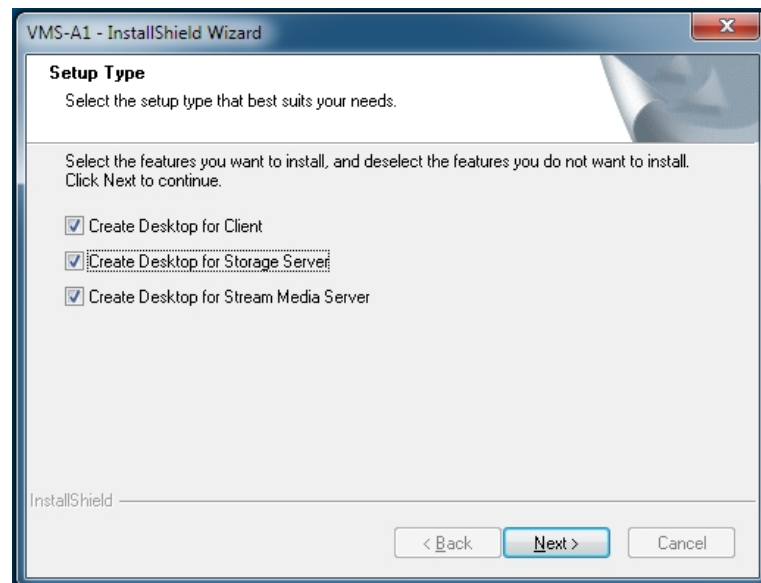 VMS-A1 - InstallShield Wizard
Setup Type
Select the setup type that best suits your needs.
Select the features you want to install, and deselect the features you do not want to install.
Click Next to continue.
Create Desktop for Client
Create Desktop for Storage Server
Create Desktop for Stream Media Server
InstallShield
< Back Next > Cancel